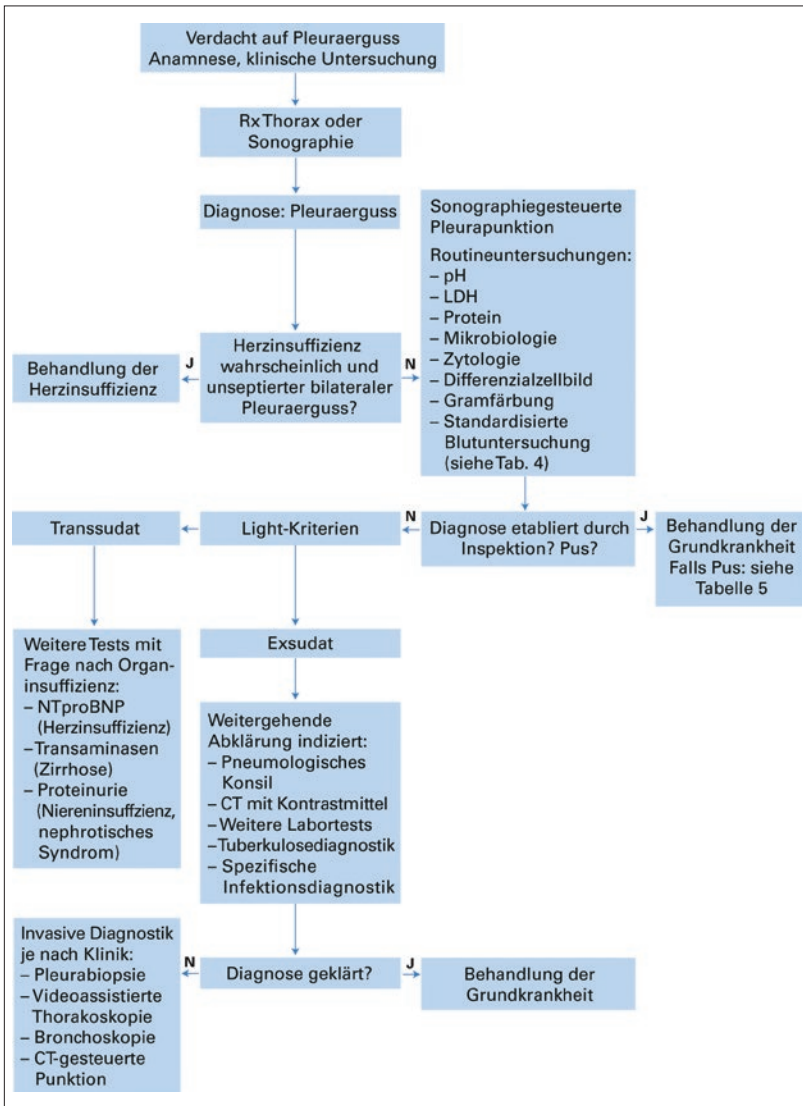 Verdacht auf Pleuraerguss
Anamnese, klinische Untersuchung
Rx Thorax oder
Sonographie
Diagnose: Pleuraerguss
Sonographiegesteuerte
Pleurapunktion
Routineuntersuchungen:
– pH
– LDH
– Protein
– Mikrobiologie
– Zytologie
– Differenzialzellbild
– Gramfärbung
– Standardisierte
Blutuntersuchung
(siehe Tab. 4)
Herzinsuffizienz
wahrscheinlich und
unseptierter bilateraler
Pleuraerguss?
J
N
Behandlung der
Herzinsuffizienz
Diagnose etabliert durch
Inspektion? Pus?
N
J
Behandlung der
Grundkrankheit
Falls Pus: siehe
Tabelle 5
Light-Kriterien
Transsudat
Weitere Tests mit
Frage nach Organ-
insuffizienz:
– NTproBNP
(Herzinsuffizienz)
– Transaminasen
(Zirrhose)
– Proteinurie
(Niereninsuffzienz,
nephrotisches
Syndrom)
Exsudat
Weitergehende
Abklärung indiziert:
– Pneumologisches
Konsil
– CT mit Kontrastmittel
– Weitere Labortests
– Tuberkulosediagnostik
– Spezifische
Infektionsdiagnostik
Diagnose geklärt?
N
J
Invasive Diagnostik
je nach Klinik:
– Pleurabiopsie
– Videoassistierte
Thorakoskopie
– Bronchoskopie
– CT-gesteuerte
Punktion
Behandlung der
Grundkrankheit